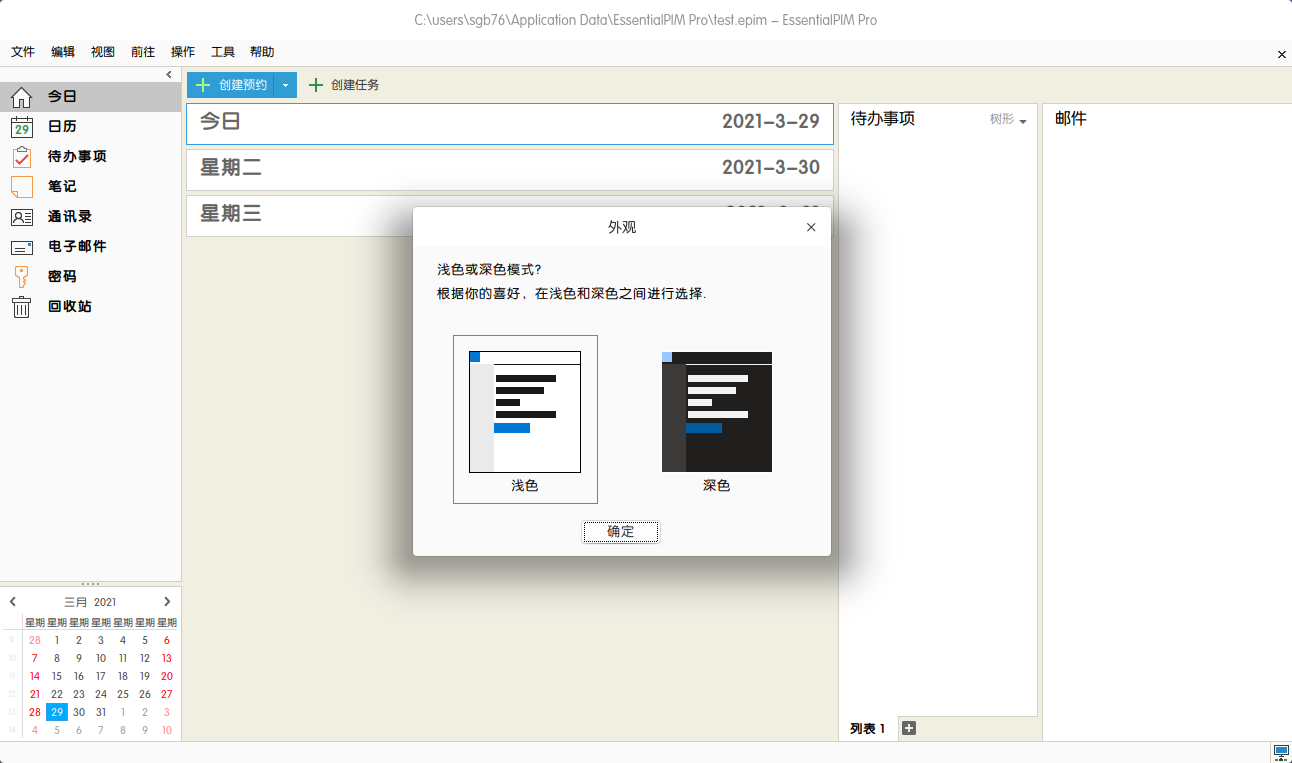 C:\users\sgb76\Application Data\EssentialPIM Pro\test.epim – EssentialPIM Pro
文件 编辑 视图 前往 操作 工具 帮助
今日
日历
29
待办事项
笔记
通讯录
电子邮件
密码
回收站
创建预约 创建任务
今日 2021-3-29
星期二 2021-3-30
星期三
待办事项 树形
邮件
外观
浅色或深色模式?
根据你的喜好，在浅色和深色之间进行选择.
浅色 深色
确定
三月 2021
星期 星期 星期 星期 星期 星期 星期
9 28 1 2 3 4 5 6
10 7 8 9 10 11 12 13
11 14 15 16 17 18 19 20
12 21 22 23 24 25 26 27
13 28 29 30 31 1 2 3
14 4 5 6 7 8 9 10
列表 1